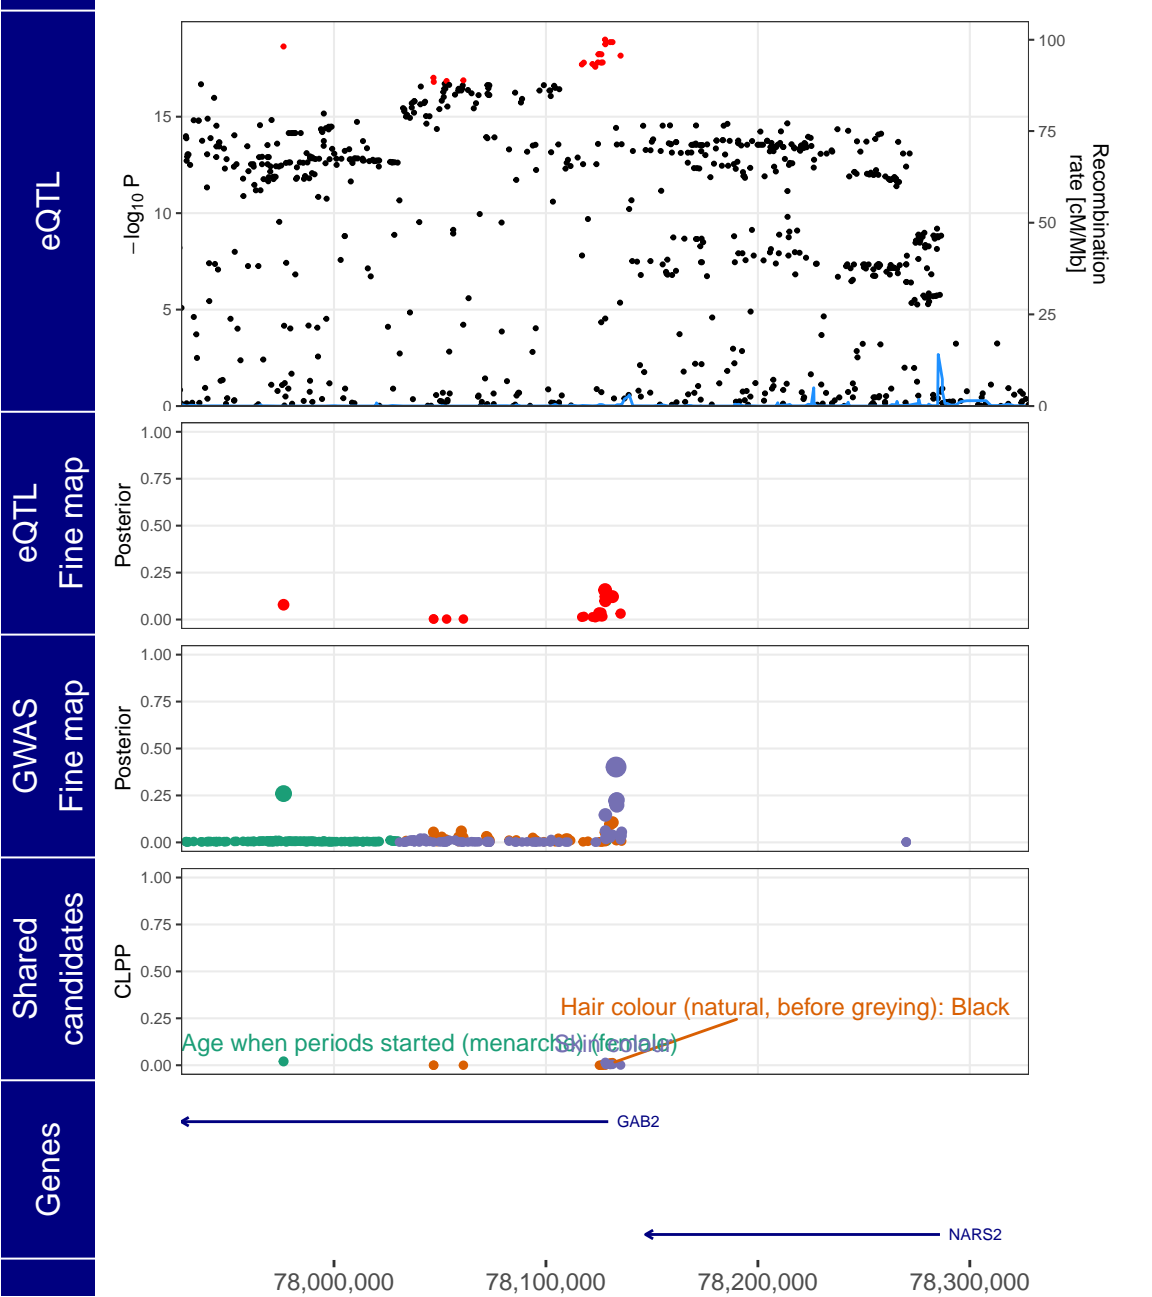 eQTL
−log10 P
15
10
5
0
100
75
50
25
0
Recombination
rate [cM/Mb]
eQTL
Fine map
Posterior
1.00
0.75
0.50
0.25
0.00
GWAS
Fine map
Posterior
1.00
0.75
0.50
0.25
0.00
Shared
candidates
CLPP
1.00
0.75
0.50
0.25
0.00
Hair colour (natural, before greying): Black
Age when periods started (menarche) (female)
Skin colour
Genes
GAB2
NARS2
78,000,000
78,100,000
78,200,000
78,300,000